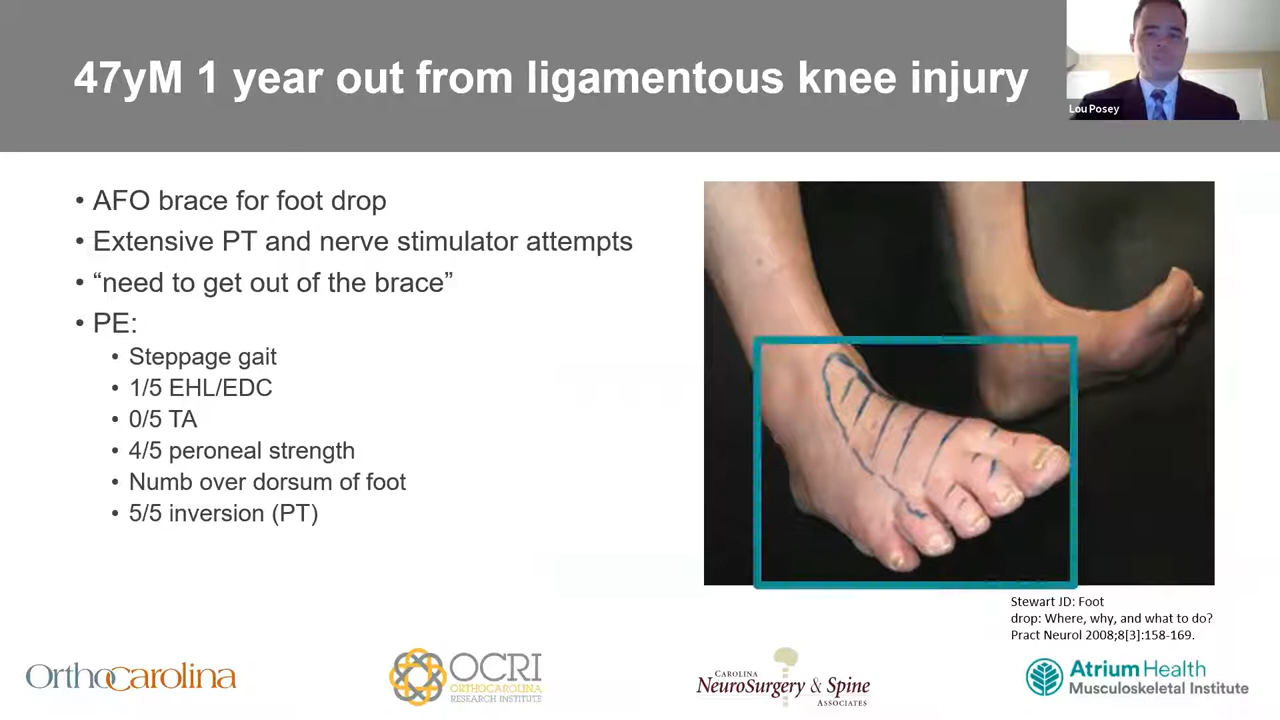 47yM 1 year out from ligamentous knee injury
Lou Posey
• AFO brace for foot drop
• Extensive PT and nerve stimulator attempts
• “need to get out of the brace”
• PE:
• Steppage gait
• 1/5 EHL/EDC
• 0/5 TA
• 4/5 peroneal strength
• Numb over dorsum of foot
• 5/5 inversion (PT)
Stewart JD: Foot
drop: Where, why, and what to do?
Pract Neurol 2008;8[3]:158-169.
OrthoCarolina
OCRI
ORTHOCAROLINA
RESEARCH INSTITUTE
CAROLINA
NEUROSURGERY & SPINE
ASSOCIATES
Atrium Health
Musculoskeletal Institute